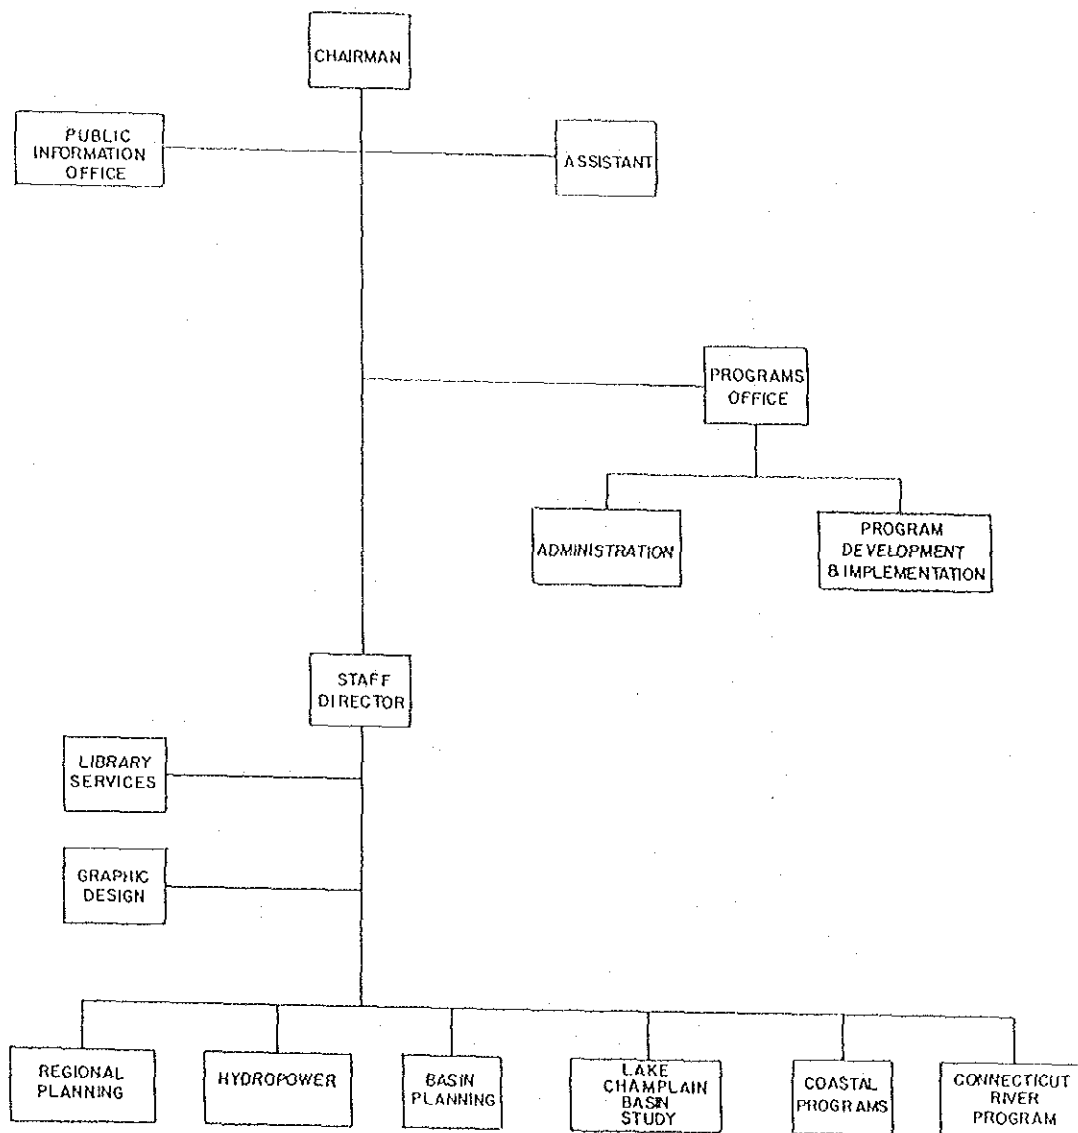 CHAIRMAN
PUBLIC
INFORMATION
OFFICE
ASSISTANT
PROGRAMS
OFFICE
ADMINISTRATION
PROGRAM
DEVELOPMENT
& IMPLEMENTATION
STAFF
DIRECTOR
LIBRARY
SERVICES
GRAPHIC
DESIGN
REGIONAL
PLANNING
HYDROPOWER
BASIN
PLANNING
LAKE
CHAMPLAIN
BASIN
STUDY
COASTAL
PROGRAMS
CONNECTICUT
RIVER
PROGRAM